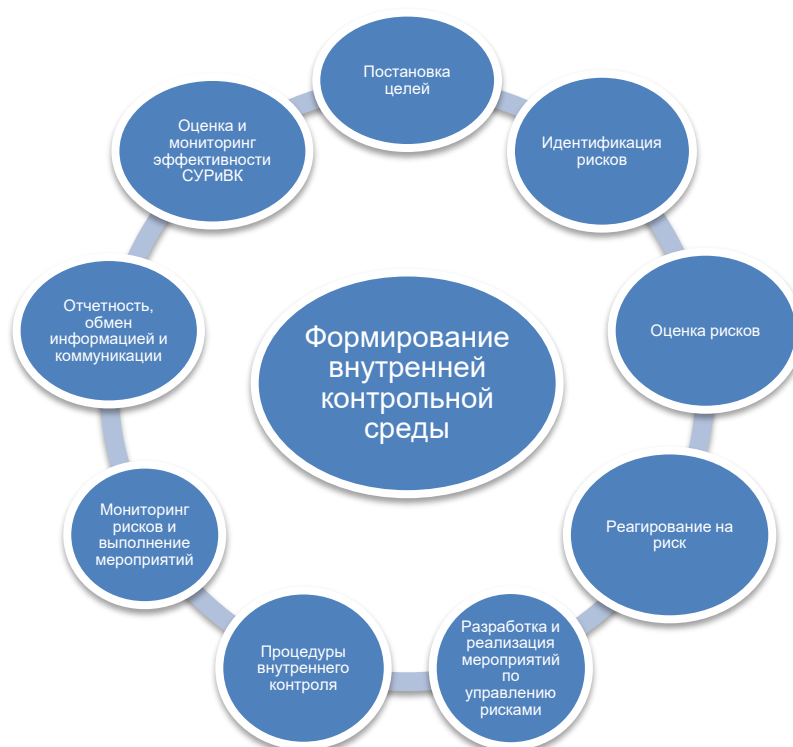 Постановка
целей
Идентификация
рисков
Оценка рисков
Реагирование на
риск
Разработка и
реализация
мероприятий
по
управлению
рисками
Процедуры
внутреннего
контроля
Мониторинг
рисков и
выполнение
мероприятий
Отчетность,
обмен
информацией и
коммуникации
Оценка и
мониторинг
эффективности
СУРиВК
Формирование
внутренней
контрольной
среды